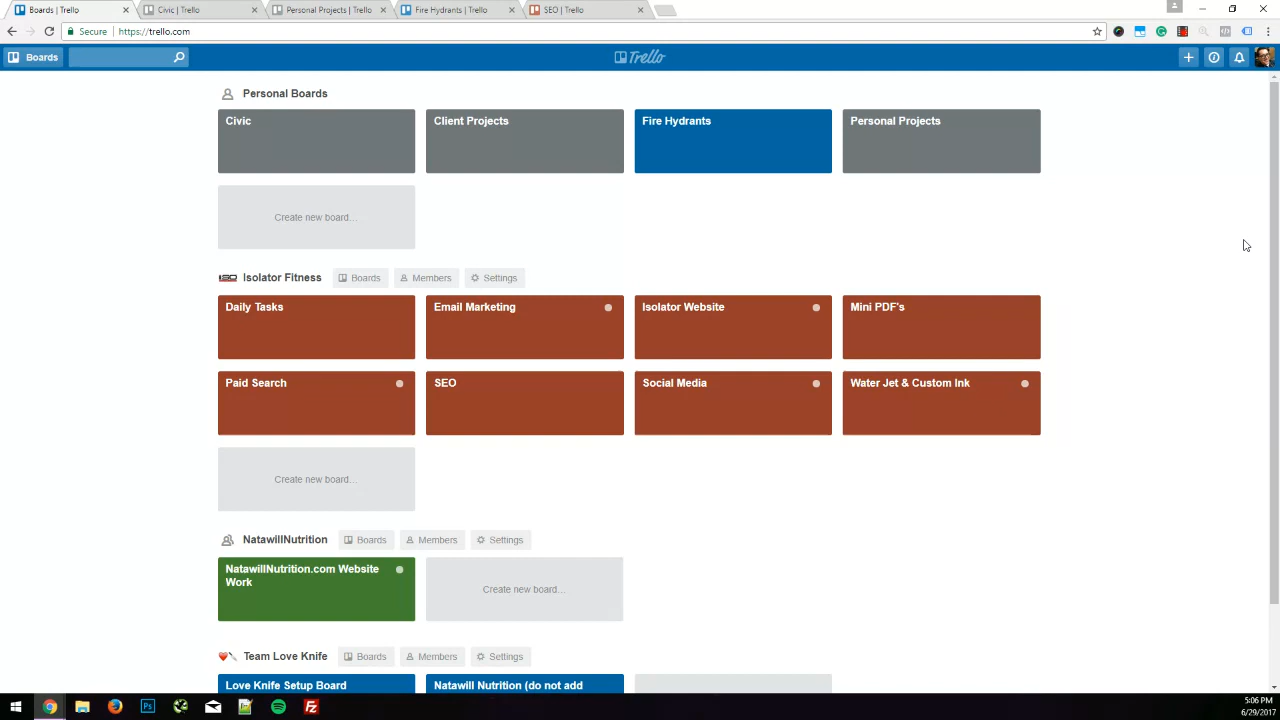 Boards | Trello
Civic | Trello
Personal Projects | Trello
Fire Hydrants | Trello
SEO | Trello
Secure
https://trello.com
Boards
Trello
Personal Boards
Civic
Client Projects
Fire Hydrants
Personal Projects
Create new board…
Isolator Fitness
Boards
Members
Settings
Daily Tasks
Email Marketing
Isolator Website
Mini PDF's
Paid Search
SEO
Social Media
Water Jet & Custom Ink
Create new board…
NatawillNutrition
Boards
Members
Settings
NatawillNutrition.com Website
Work
Create new board…
Team Love Knife
Boards
Members
Settings
Love Knife Setup Board
Natawill Nutrition (do not add
5:06 PM
6/29/2017